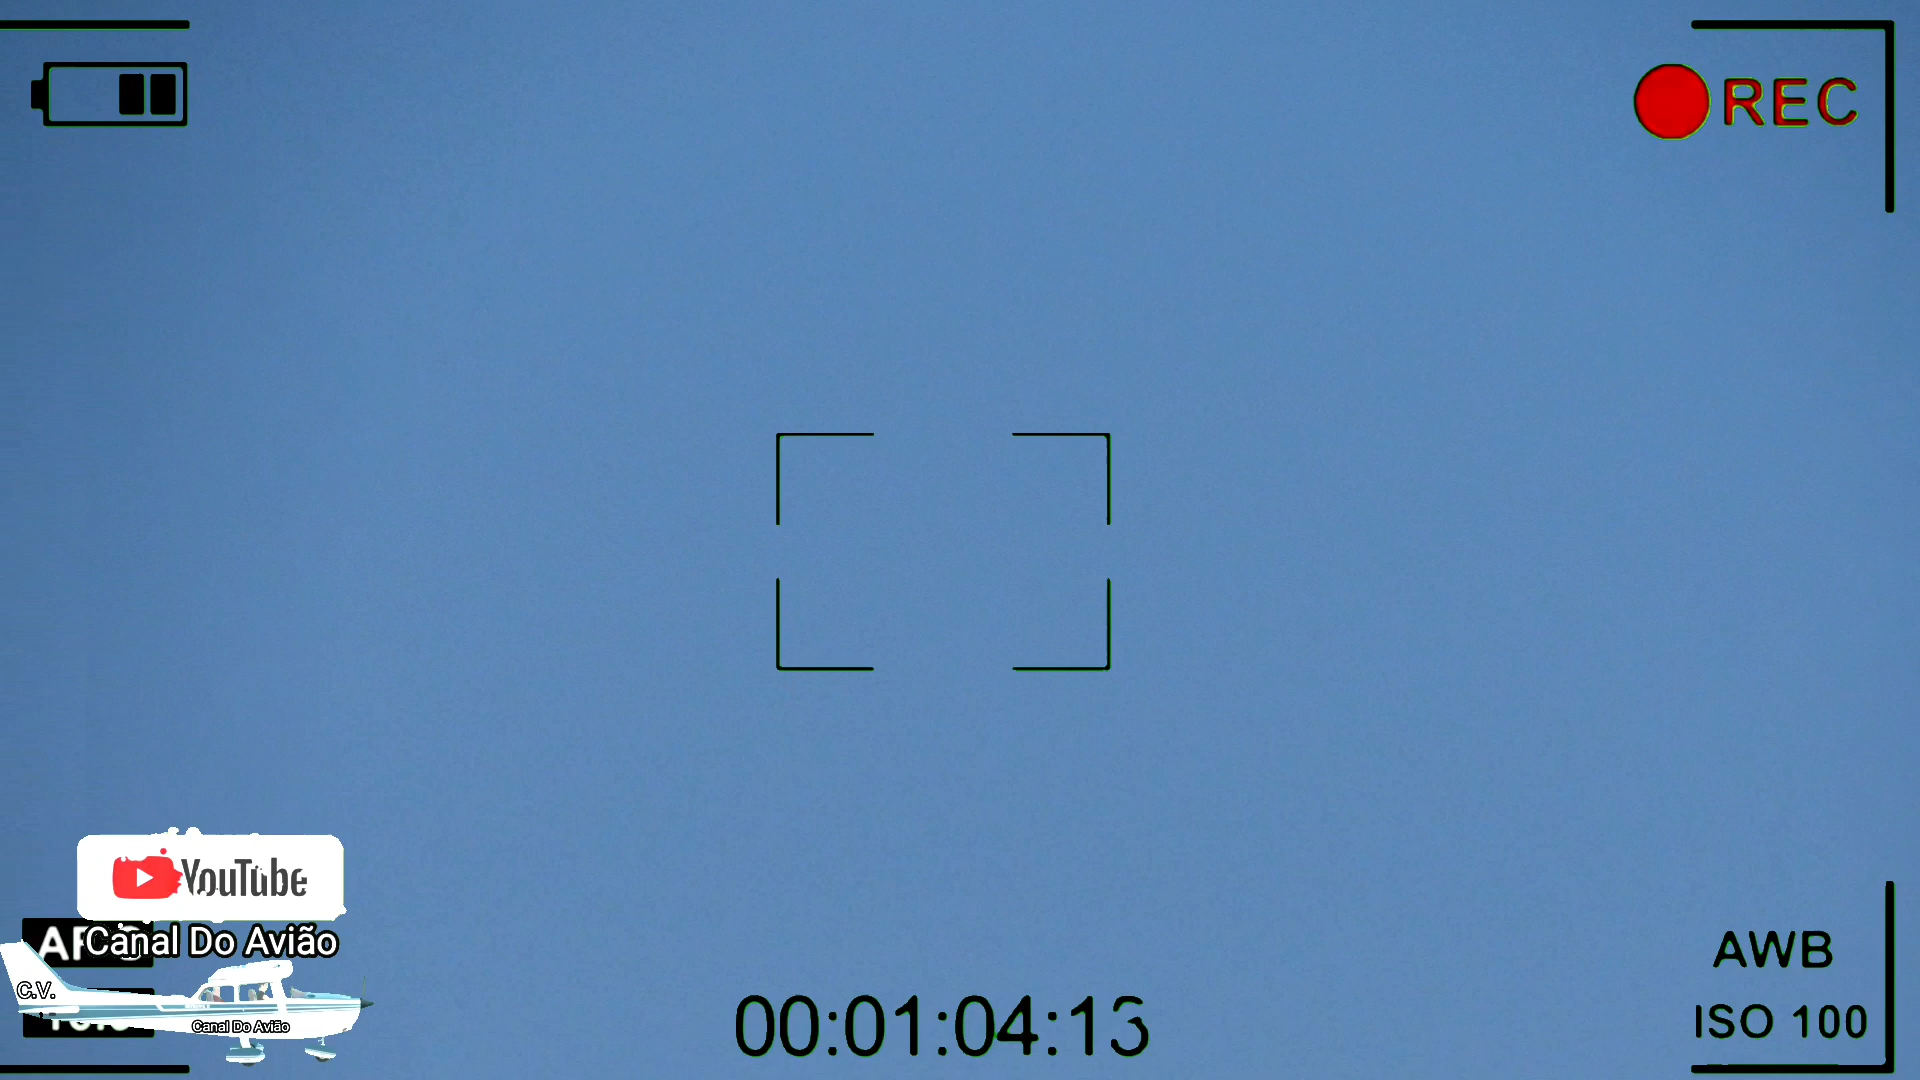 REC
YouTube
Canal Do Avião
C.V.
Canal Do Avião
AWB
ISO 100
00:01:04:13